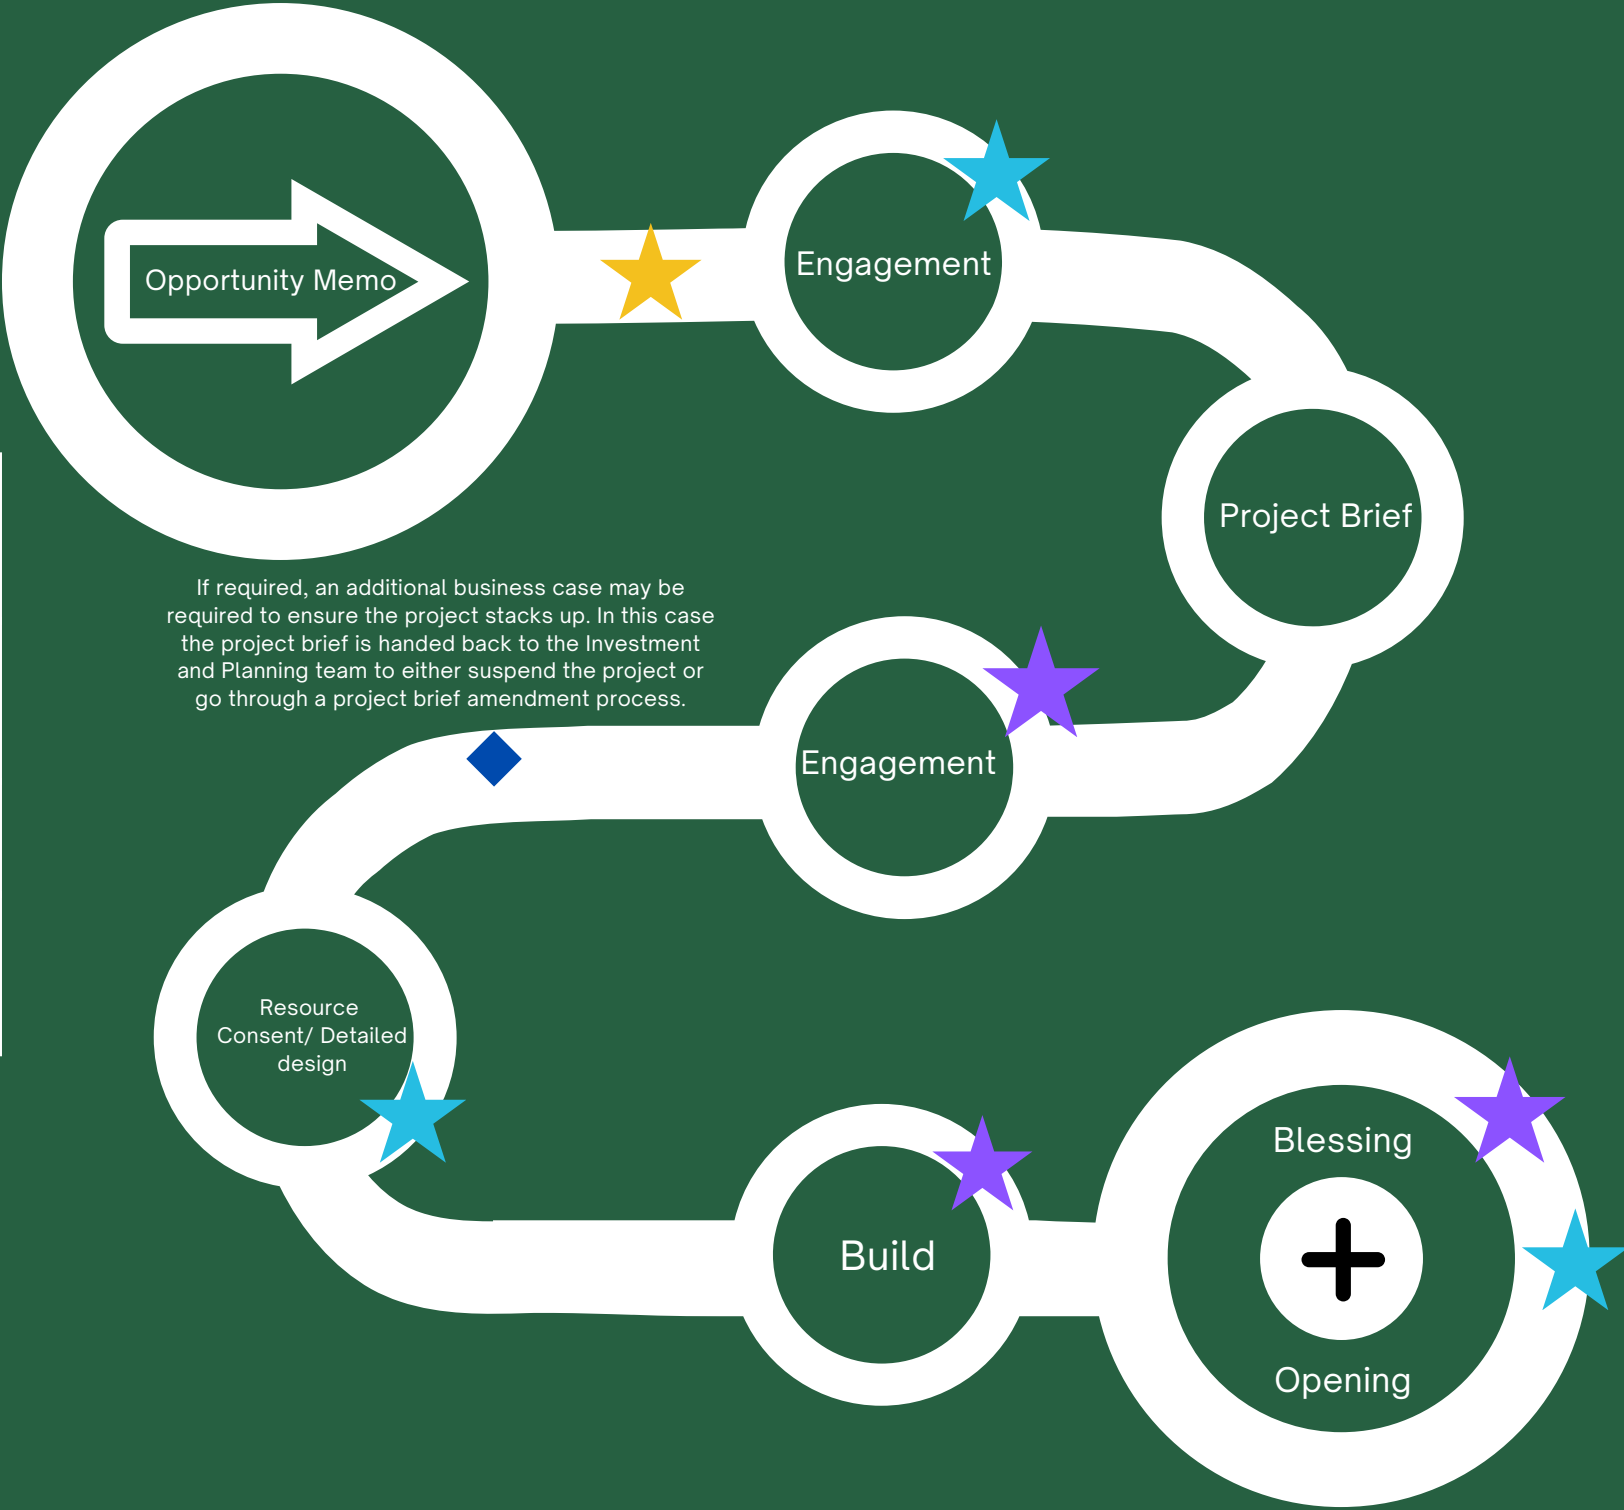 Opportunity Memo
Engagement
Project Brief
If required, an additional business case may be
required to ensure the project stacks up. In this case
the project brief is handed back to the Investment
and Planning team to either suspend the project or
go through a project brief amendment process.
Engagement
Resource
Consent/ Detailed
design
Build
Blessing
Opening